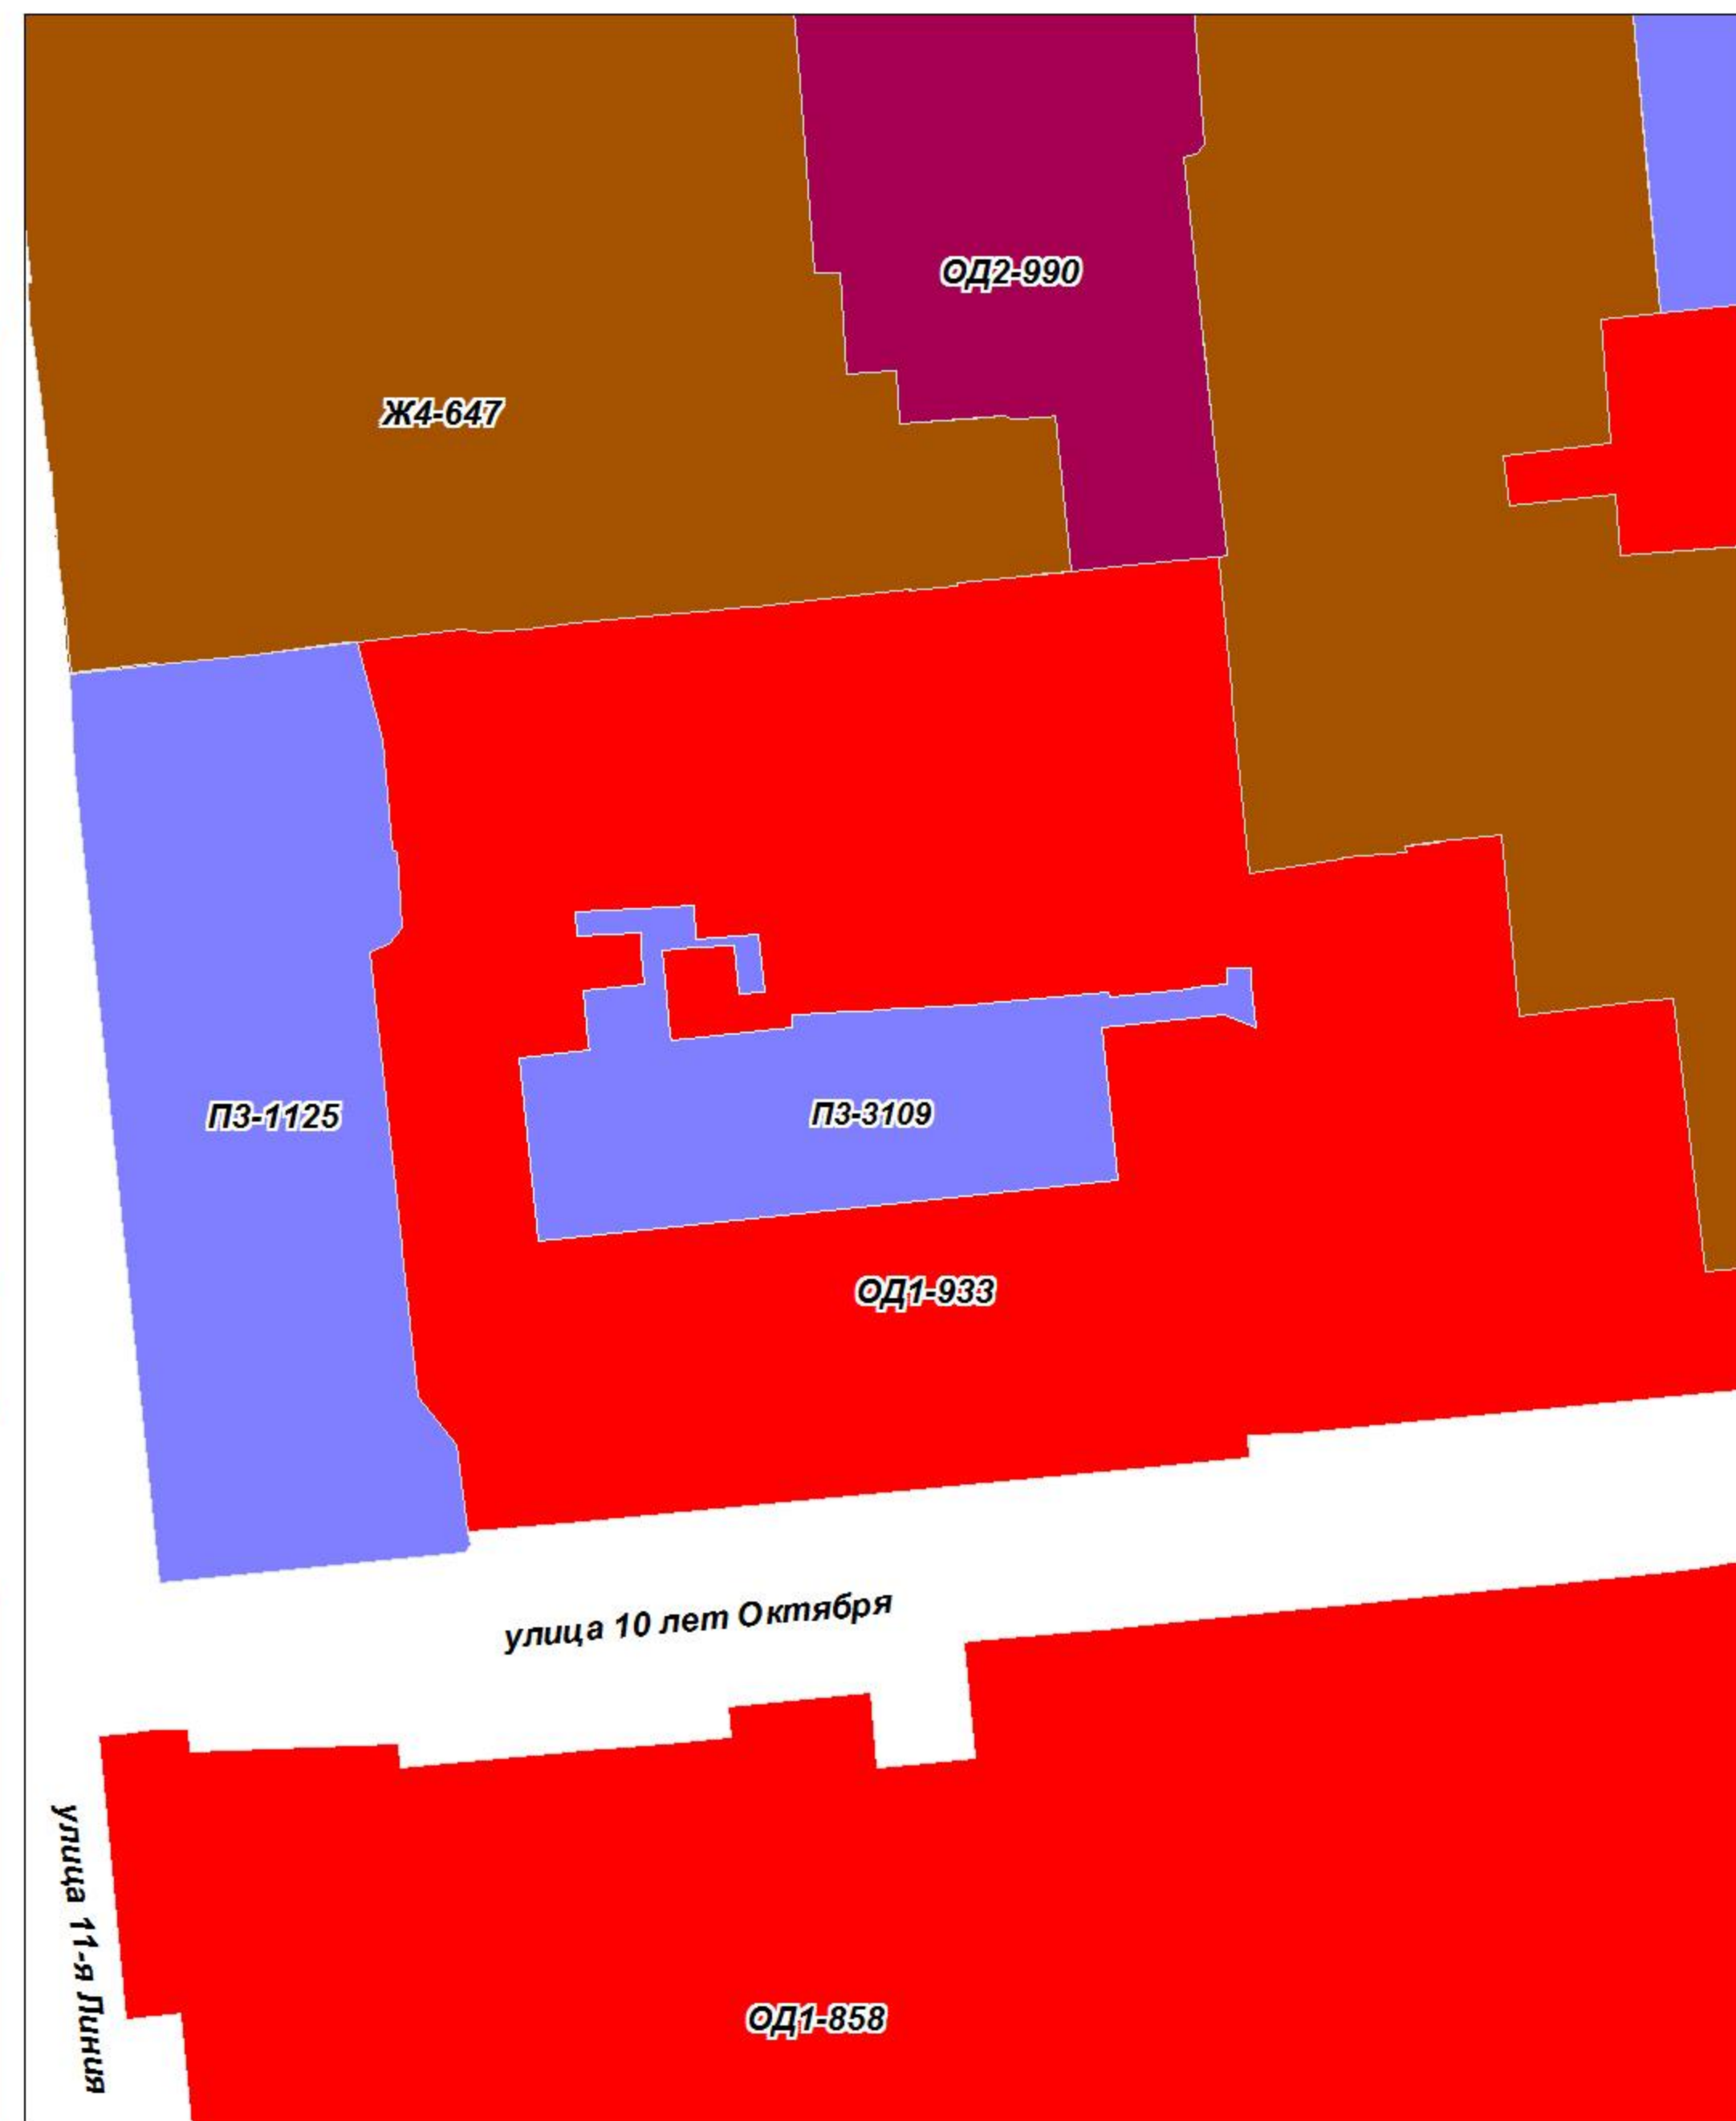 ОД2-990
Ж4-647
П3-1125
П3-3109
ОД1-933
улица 10 лет Октября
улица 11-я Линия
ОД1-858